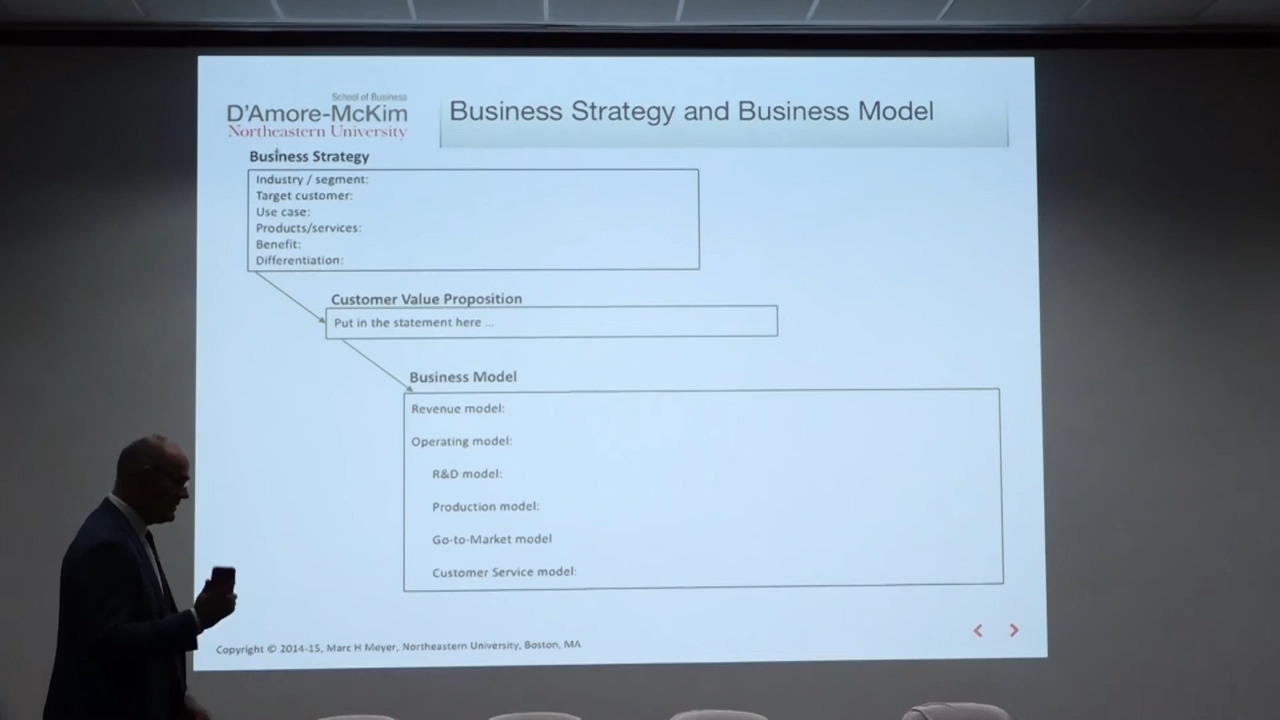 School of Business
D'Amore-McKim
Northeastern University
Business Strategy and Business Model
Business Strategy
Industry / segment:
Target customer:
Use case:
Products/services:
Benefit:
Differentiation:
Customer Value Proposition
Put in the statement here ...
Business Model
Revenue model:
Operating model:
R&D model:
Production model:
Go-to-Market model
Customer Service model:
Copyright © 2014-15, Marc H Meyer, Northeastern University, Boston, MA